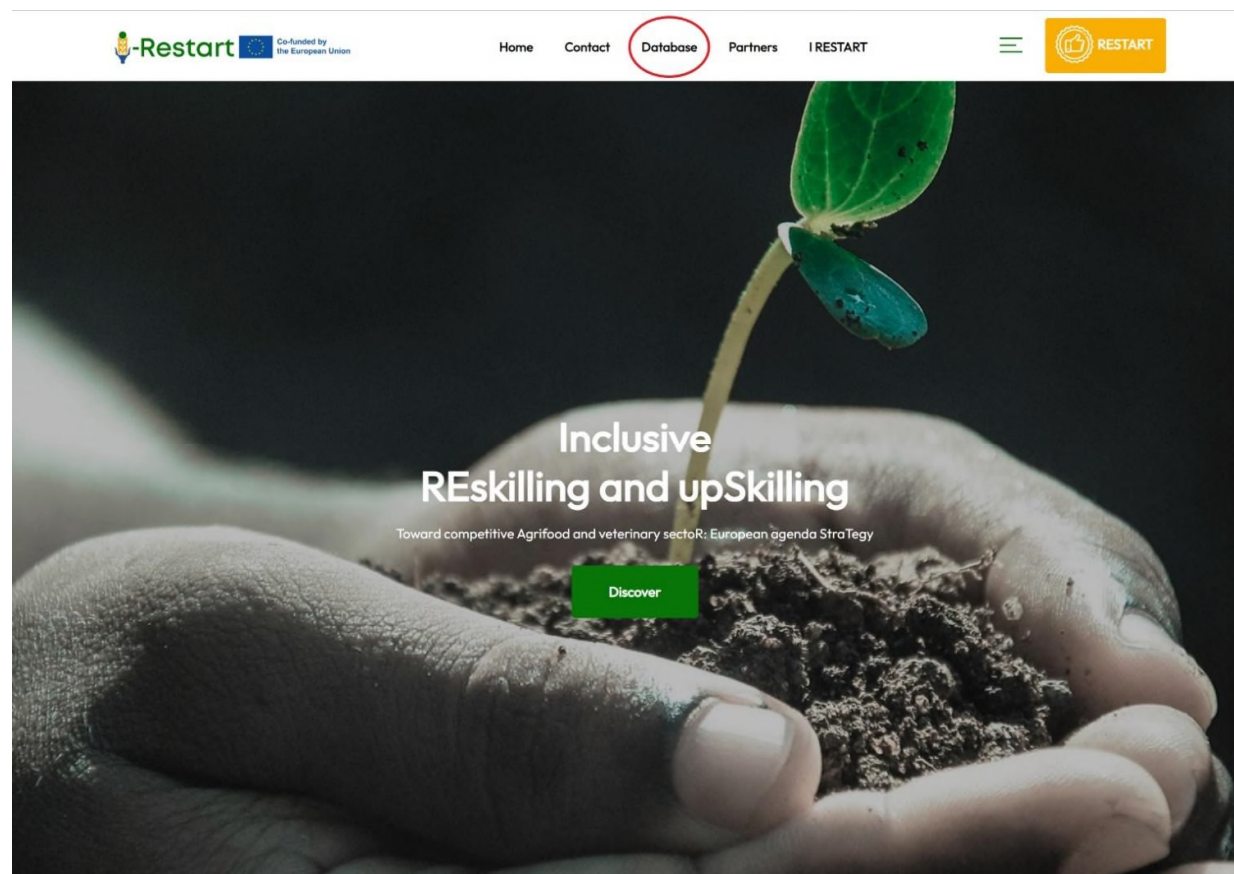 -Restart
Co-funded by
the European Union
Home Contact Database Partners I RESTART
RESTART
Inclusive
REskilling and upSkilling
Toward competitive Agrifood and veterinary sectoR: European agenda StraTegy
Discover